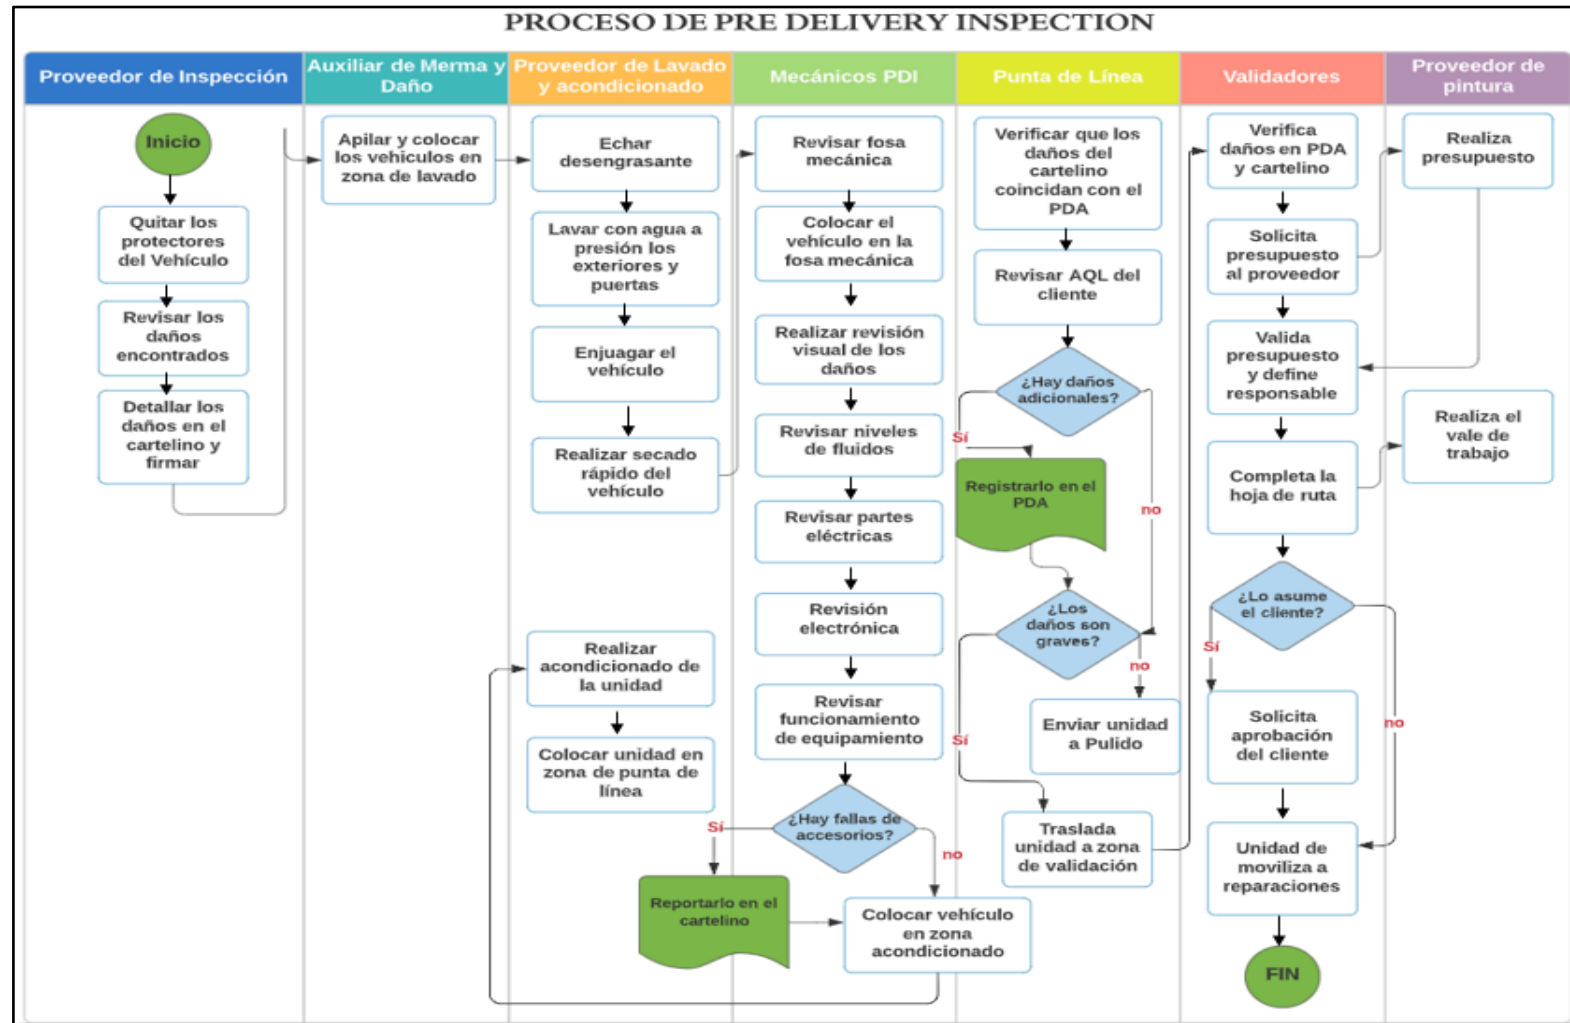 PROCESO DE PRE DELIVERY INSPECTION
Proveedor de Inspección
Auxiliar de Merma y
Daño
Proveedor de Lavado
y acondicionado
Mecánicos PDI
Punta de Línea
Validadores
Proveedor de
pintura
Inicio
Quitar los
protectores
del Vehículo
Revisar los
daños
encontrados
Detallar los
daños en el
cartelino y
firmar
Apilar y colocar
los vehiculos en
zona de lavado
Echar
desengrasante
Lavar con agua a
presión los
exteriores y
puertas
Enjuagar el
vehículo
Realizar secado
rápido del
vehículo
Realizar
acondicionado de
la unidad
Colocar unidad en
zona de punta de
línea
Revisar fosa
mecánica
Colocar el
vehículo en la
fosa mecánica
Realizar revisión
visual de los
daños
Revisar niveles
de fluidos
Revisar partes
eléctricas
Revisión
electrónica
Revisar
funcionamiento
de equipamiento
¿Hay fallas de
accesorios?
Sí
no
Reportarlo en el
cartelino
Colocar vehículo
en zona
acondicionado
Verificar que los
daños del
cartelino
coincidan con el
PDA
Revisar AQL del
cliente
¿Hay daños
adicionales?
Sí
no
Registrarlo en el
PDA
¿Los
daños son
graves?
no
Sí
Enviar unidad
a Pulido
Traslada
unidad a zona
de validación
Verifica
daños en PDA
y cartelino
Solicita
presupuesto
al proveedor
Valida
presupuesto
y define
responsable
Completa la
hoja de ruta
¿Lo asume
el cliente?
Sí
no
Solicita
aprobación
del cliente
Unidad de
moviliza a
reparaciones
FIN
Realiza
presupuesto
Realiza el
vale de
trabajo